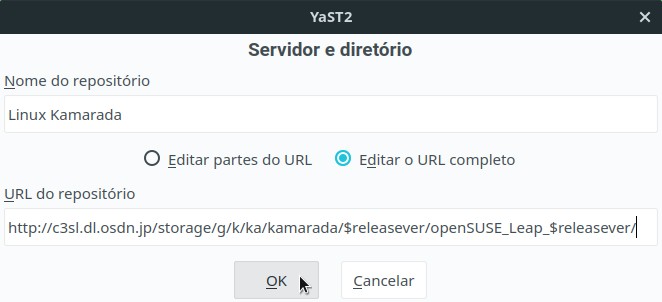 YaST2
Servidor e diretório
Nome do repositório
Linux Kamarada
Editar partes do URL Editar o URL completo
URL do repositório
http://c3sl.dl.osdn.jp/storage/g/k/ka/kamarada/$releasever/openSUSE_Leap_$releasever/
OK Cancelar